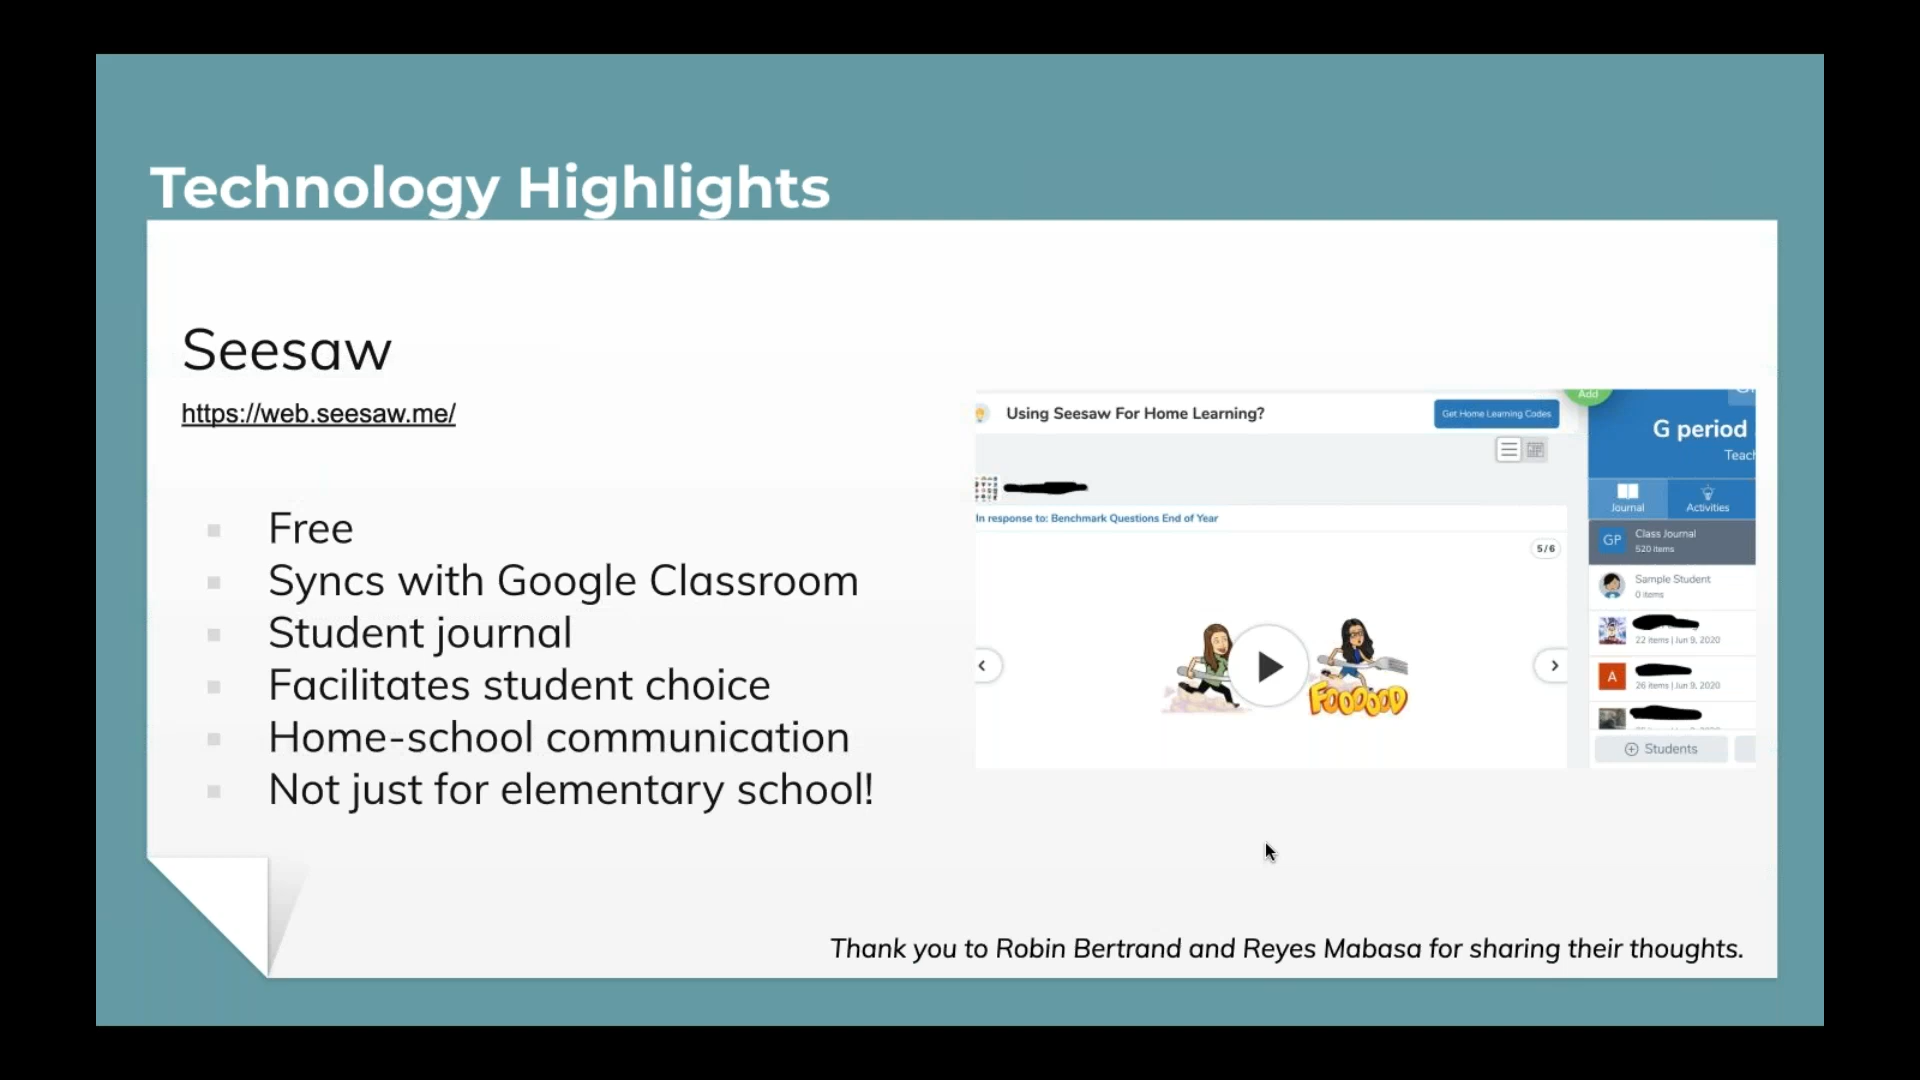 Technology Highlights
Seesaw
https://web.seesaw.me/
Free
Syncs with Google Classroom
Student journal
Facilitates student choice
Home-school communication
Not just for elementary school!
Using Seesaw For Home Learning?
Get Home Learning Codes
In response to: Benchmark Questions End of Year
5/6
FOOOOOD
Add
G period
Teach
Journal
Activities
GP
Class Journal
520 items
Sample Student
0 items
22 items | Jun 9, 2020
A
26 items | Jun 9, 2020
Students
Thank you to Robin Bertrand and Reyes Mabasa for sharing their thoughts.